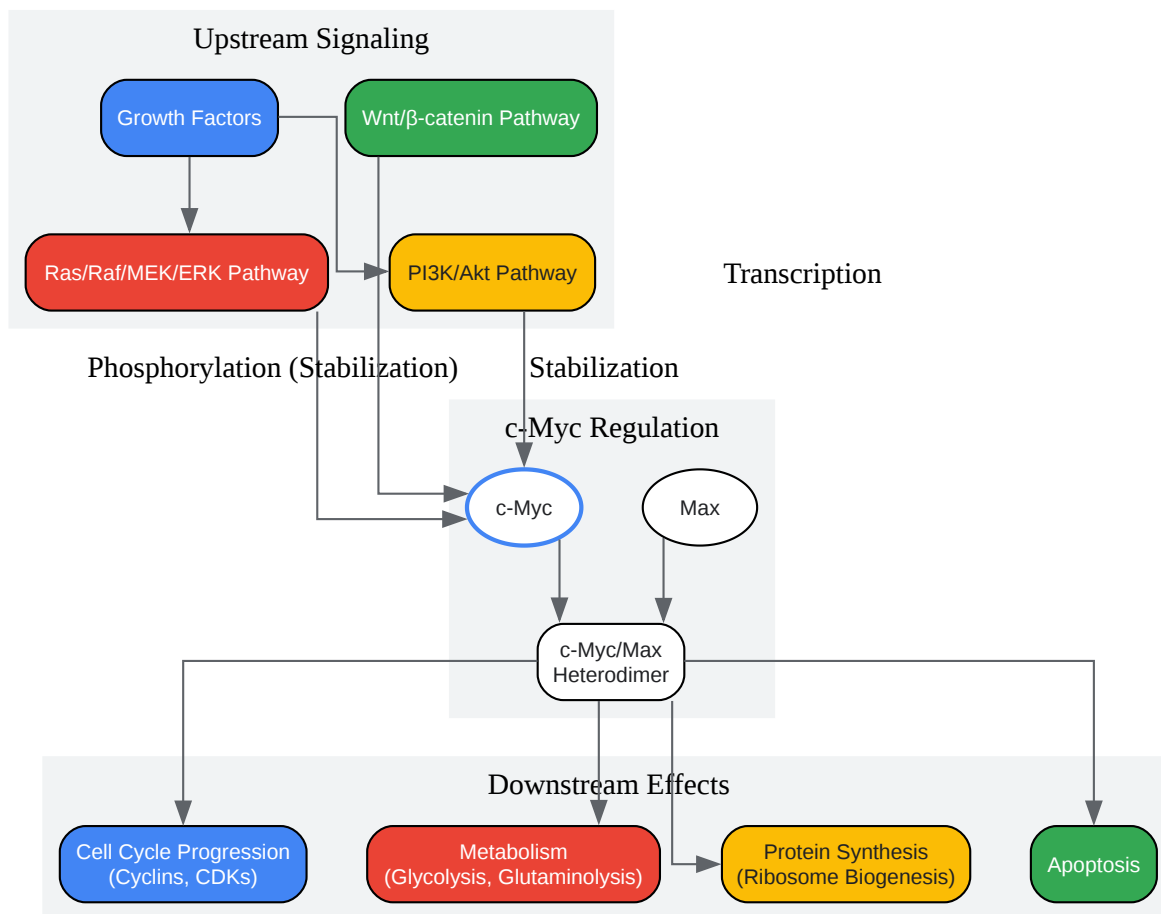 Upstream Signaling
Growth Factors
Wnt/β-catenin Pathway
Ras/Raf/MEK/ERK Pathway
PI3K/Akt Pathway
Transcription
Phosphorylation (Stabilization)
Stabilization
c-Myc Regulation
c-Myc
Max
c-Myc/Max
Heterodimer
Downstream Effects
Cell Cycle Progression
(Cyclins, CDKs)
Metabolism
(Glycolysis, Glutaminolysis)
Protein Synthesis
(Ribosome Biogenesis)
Apoptosis